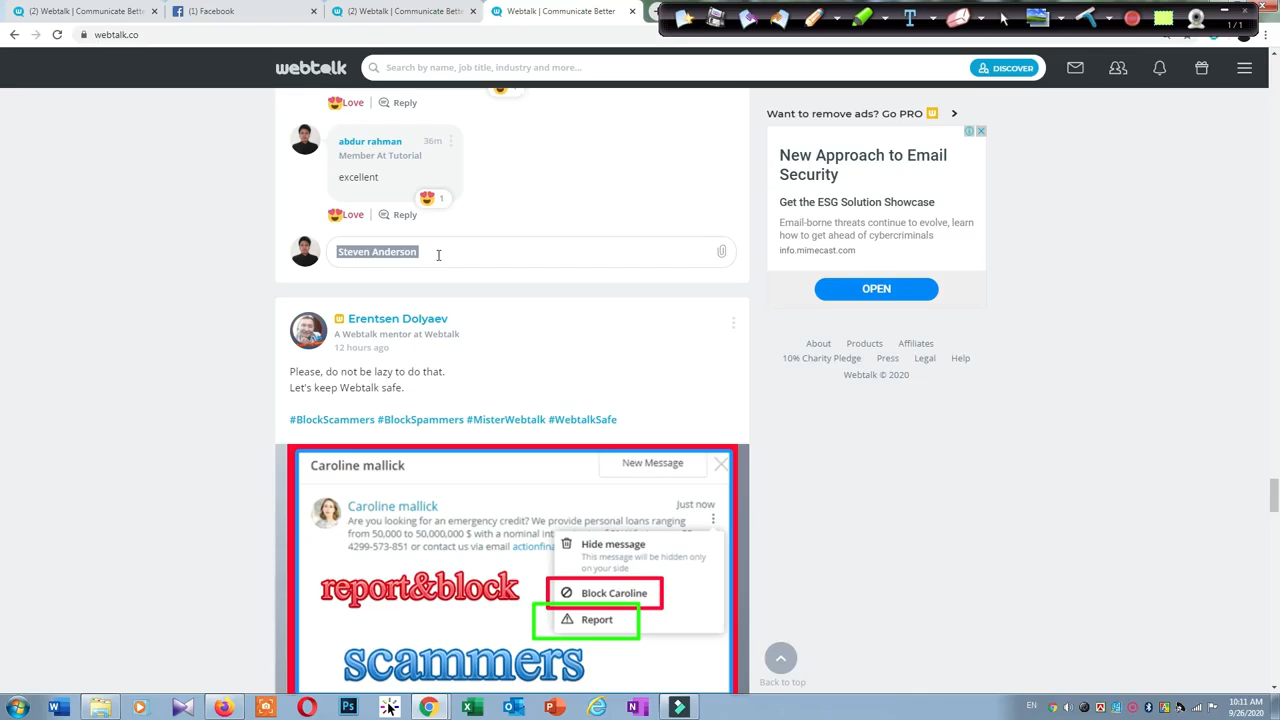 Webtalk | Communicate Better
(1) Facebook
(2) Webtalk | Communicate Better
Webtalk | Communicate Better
1 / 1
webtalk.co
webtalk
Search by name, job title, industry and more...
DISCOVER
Love Reply
abdur rahman 36m
Member At Tutorial
excellent
1
Love Reply
Steven Anderson
Erentsen Dolyaev
A Webtalk mentor at Webtalk
12 hours ago
Please, do not be lazy to do that.
Let's keep Webtalk safe.
#BlockScammers #BlockSpammers #MisterWebtalk #WebtalkSafe
Caroline mallick New Message
Caroline mallick Just now
Are you looking for an emergency credit? We provide personal loans ranging
from 50,000 to 50,000,000 $ with a nominal
4299-573-851 or contact us via email
Hide message
This message will be hidden only
on your side
Block Caroline
Report
report&block
scammers
Want to remove ads? Go PRO
New Approach to Email
Security
Get the ESG Solution Showcase
Email-borne threats continue to evolve, learn
how to get ahead of cybercriminals
info.mimecast.com
OPEN
About Products Affiliates
10% Charity Pledge Press Legal Help
Webtalk © 2020
Back to top
EN
10:11 AM
9/26/2020